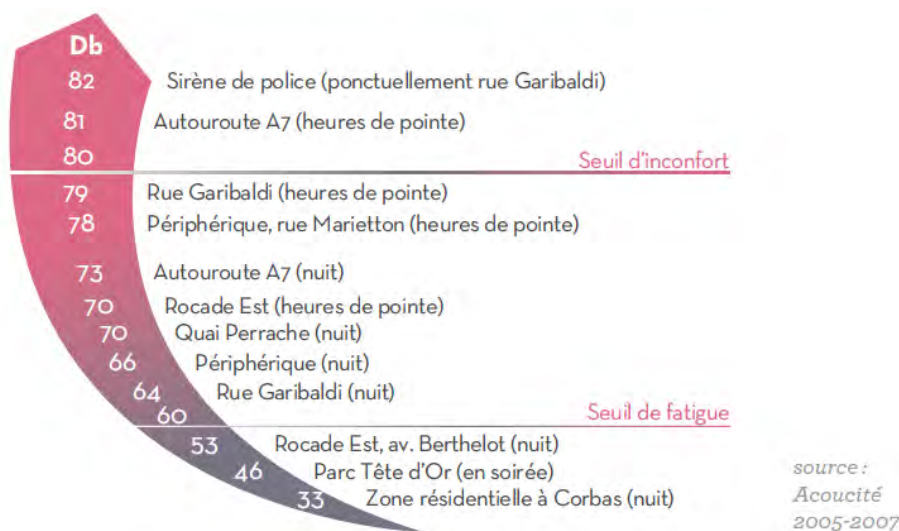 Db
82 Sirène de police (ponctuellement rue Garibaldi)
81 Autouroute A7 (heures de pointe)
80 Seuil d'inconfort
79 Rue Garibaldi (heures de pointe)
78 Périphérique, rue Marietton (heures de pointe)
73 Autouroute A7 (nuit)
70 Rocade Est (heures de pointe)
70 Quai Perrache (nuit)
66 Périphérique (nuit)
64 Rue Garibaldi (nuit)
60 Seuil de fatigue
53 Rocade Est, av. Berthelot (nuit)
46 Parc Tête d'Or (en soirée)
33 Zone résidentielle à Corbas (nuit)
source :
Acoucité
2005-2007